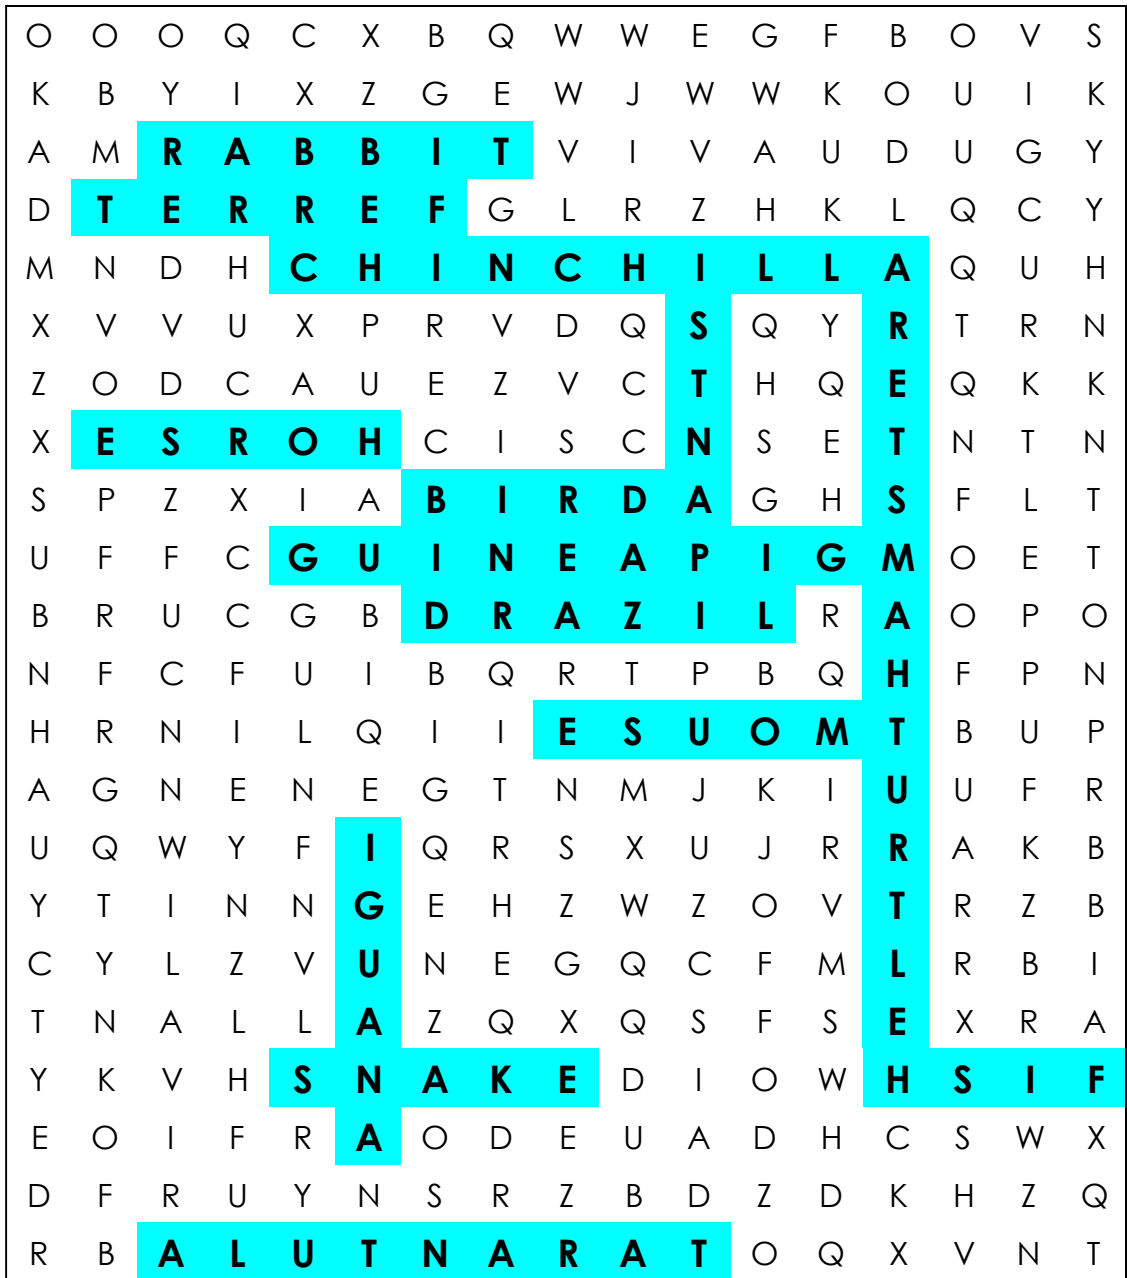 O O O Q C X B Q W W E G F B O V S
K B Y I X Z G E W J W W K O U I K
A M R A B B I T V I V A U D U G Y
D T E R R E F G L R Z H K L Q C Y
M N D H C H I N C H I L L A Q U H
X V V U X P R V D Q S Q Y R T R N
Z O D C A U E Z V C T H Q E Q K K
X E S R O H C I S C N S E T N T N
S P Z X I A B I R D A G H S F L T
U F F C G U I N E A P I G M O E T
B R U C G B D R A Z I L R A O P O
N F C F U I B Q R T P B Q H F P N
H R N I L Q I I E S U O M T B U P
A G N E N E G T N M J K I U U F R
U Q W Y F I Q R S X U J R R A K B
Y T I N N G E H Z W Z O V T R Z B
C Y L Z V U N E G Q C F M L R B I
T N A L L A Z Q X Q S F S E X R A
Y K V H S N A K E D I O W H S I F
E O I F R A O D E U A D H C S W X
D F R U Y N S R Z B D Z D K H Z Q
R B A L U T N A R A T O Q X V N T